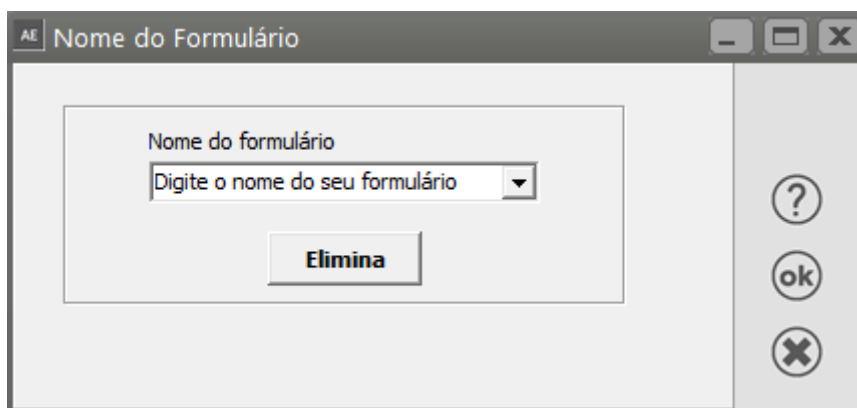 AE Nome do Formulário
Nome do formulário
Digite o nome do seu formulário
Elimina
?
ok